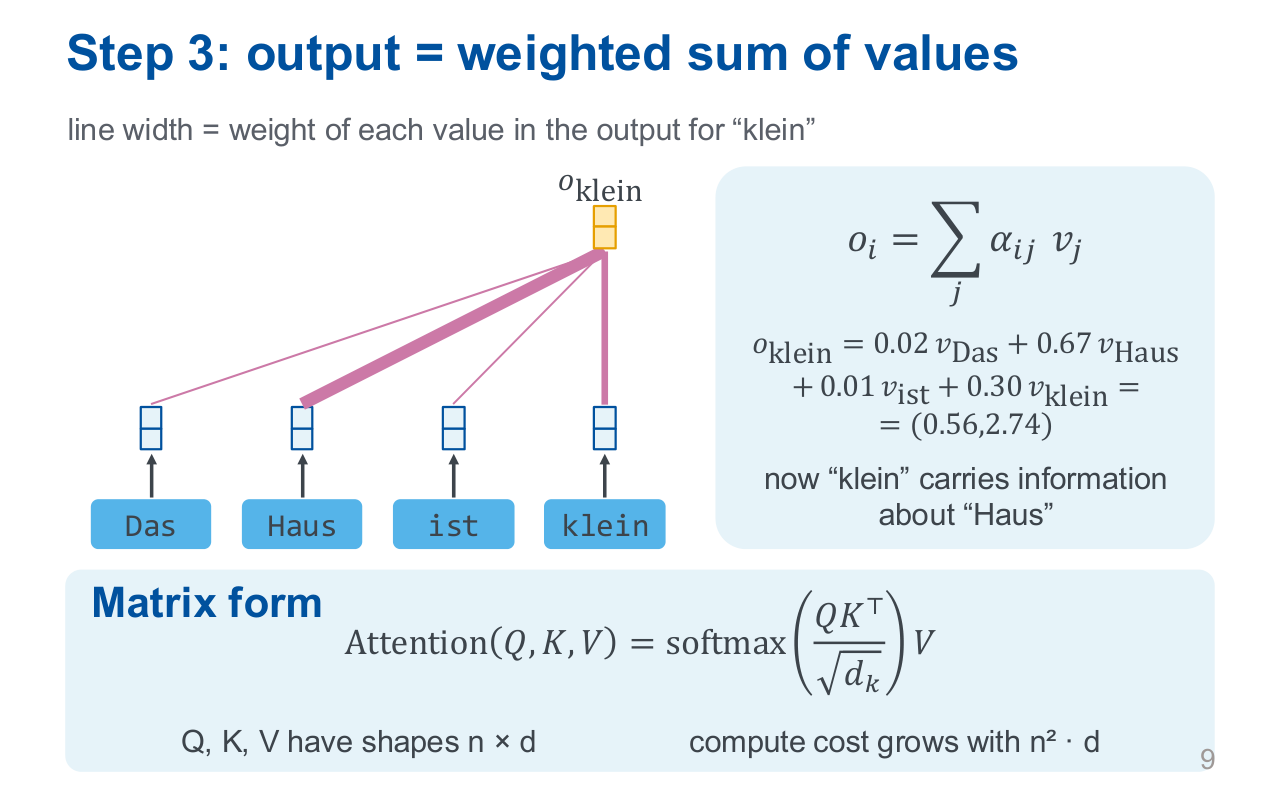 Step 3: output = weighted sum of values
line width = weight of each value in the output for “klein”
o_klein
Das
Haus
ist
klein
o_i = ∑_j α_ij v_j
o_klein = 0.02 v_Das + 0.67 v_Haus
+ 0.01 v_ist + 0.30 v_klein =
= (0.56,2.74)
now “klein” carries information
about “Haus”
Matrix form
Attention(Q, K, V) = softmax(QK^⊤ / √d_k) V
Q, K, V have shapes n × d
compute cost grows with n² · d
9